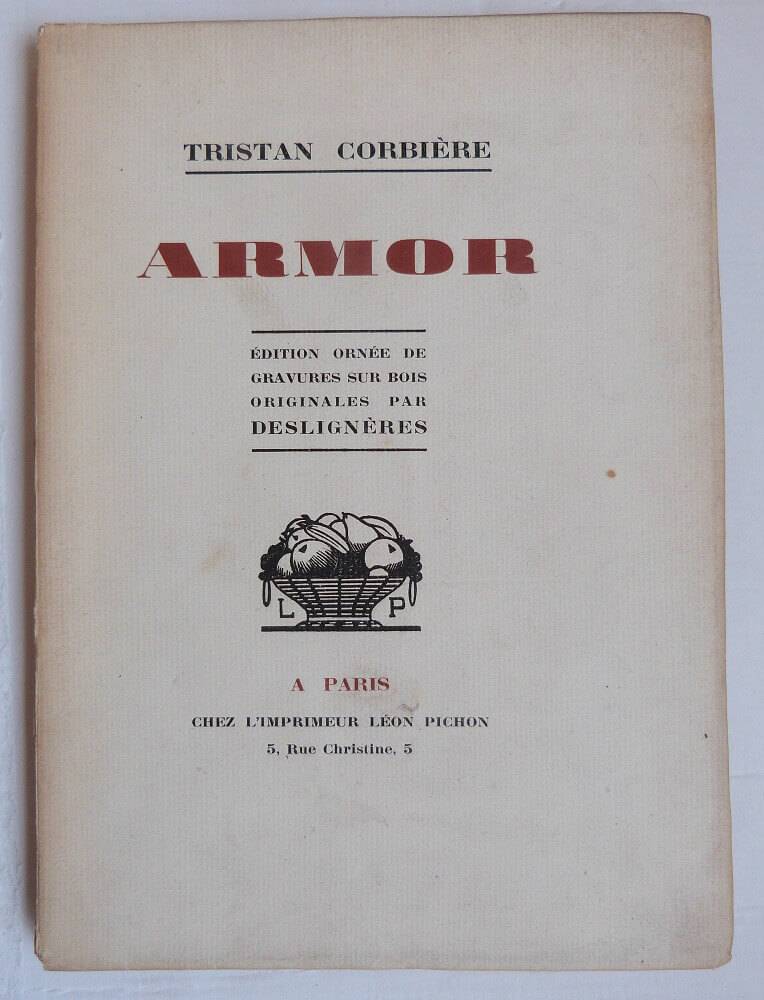 TRISTAN CORBIÈRE
ARMOR
ÉDITION ORNÉE DE
GRAVURES SUR BOIS
ORIGINALES PAR
DESLIGNÈRES
L P
A PARIS
CHEZ L'IMPRIMEUR LÉON PICHON
5, Rue Christine, 5